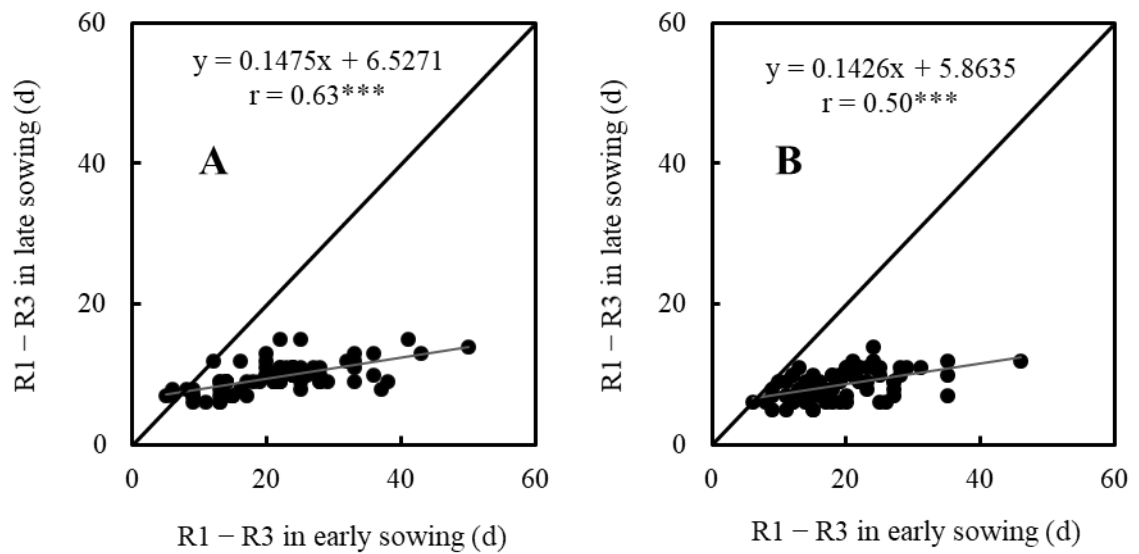 60
y = 0.1475x + 6.5271
r = 0.63***
A
40
20
0
0 20 40 60
R1 − R3 in late sowing (d)
R1 − R3 in early sowing (d)
60
y = 0.1426x + 5.8635
r = 0.50***
B
40
20
0
0 20 40 60
R1 − R3 in late sowing (d)
R1 − R3 in early sowing (d)